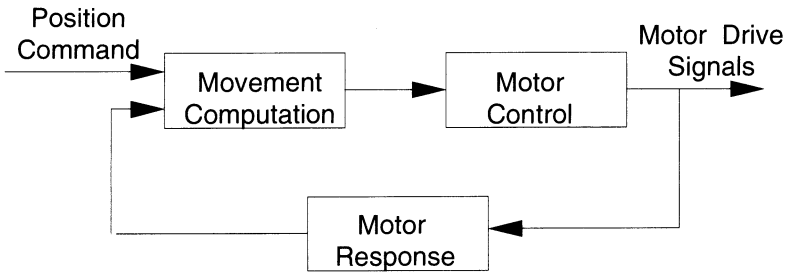 Position
Command
Movement
Computation
Motor
Control
Motor Drive
Signals
Motor
Response